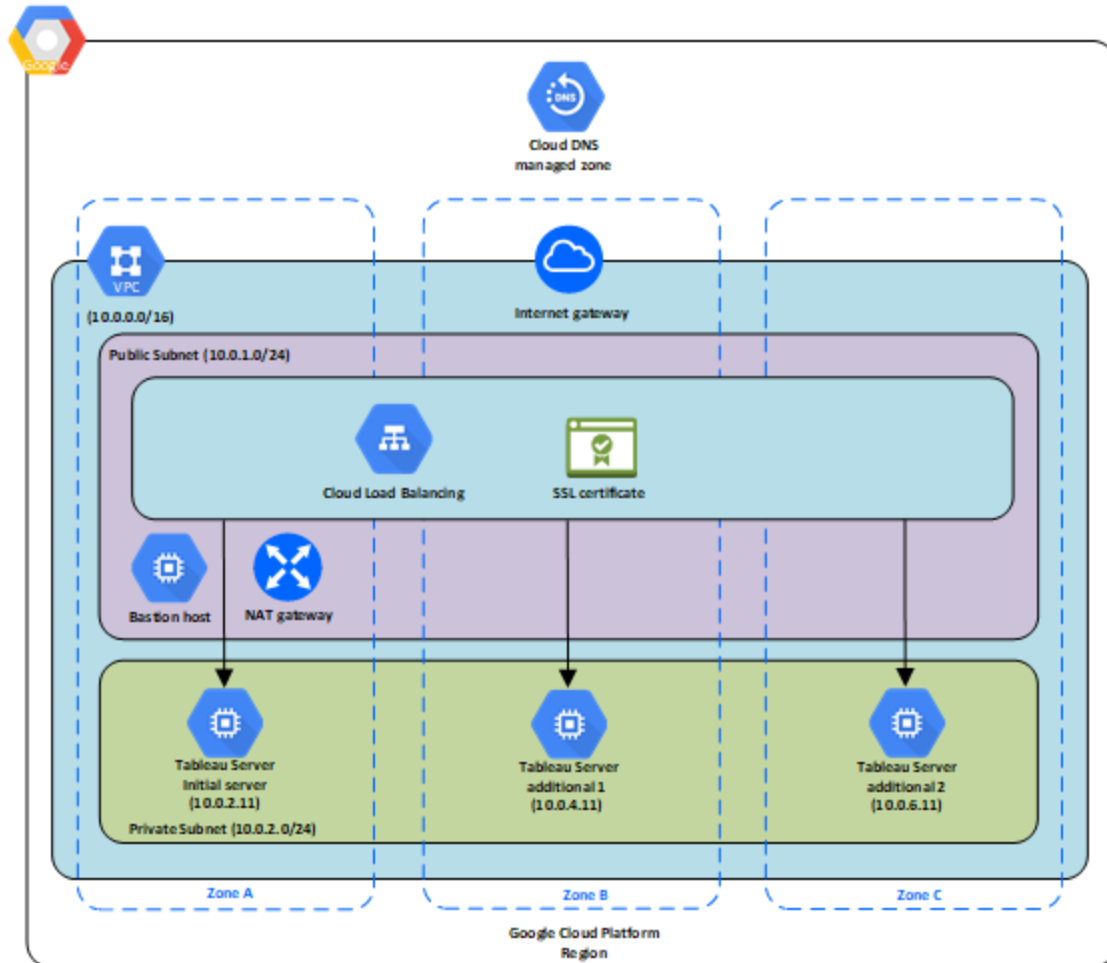 Google
DNS
Cloud DNS
managed zone
VPC
(10.0.0.0/16)
Internet gateway
Public Subnet (10.0.1.0/24)
Cloud Load Balancing
SSL certificate
Bastion host
NAT gateway
Tableau Server
Initial server
(10.0.2.11)
Tableau Server
additional 1
(10.0.4.11)
Tableau Server
additional 2
(10.0.6.11)
Private Subnet (10.0.2.0/24)
Zone A
Zone B
Zone C
Google Cloud Platform
Region